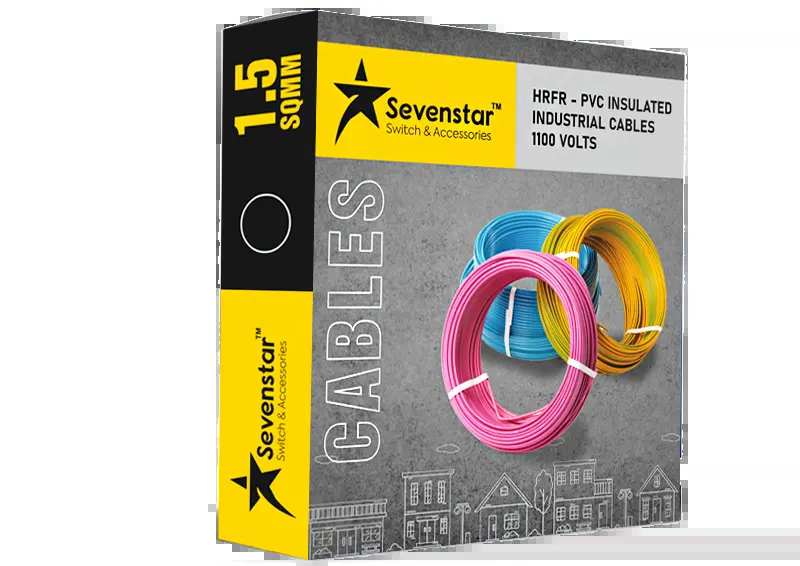 1.5
SQMM
Sevenstar™
Switch & Accessories
Sevenstar™
Switch & Accessories
HRFR - PVC INSULATED
INDUSTRIAL CABLES
1100 VOLTS
CABLES